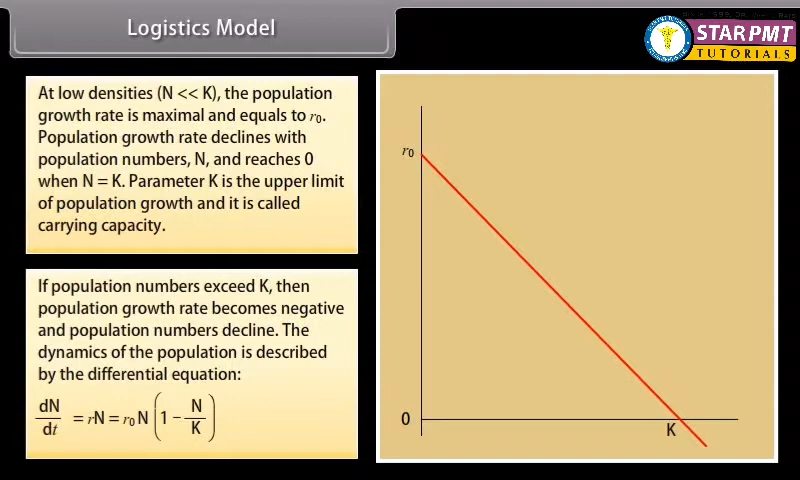 Logistics Model
STAR PMT
TUTORIALS
At low densities (N << K), the population
growth rate is maximal and equals to r₀.
Population growth rate declines with
population numbers, N, and reaches 0
when N = K. Parameter K is the upper limit
of population growth and it is called
carrying capacity.
If population numbers exceed K, then
population growth rate becomes negative
and population numbers decline. The
dynamics of the population is described
by the differential equation:
dN/dt = rN = r₀ N (1 − N/K)
r₀
0
K